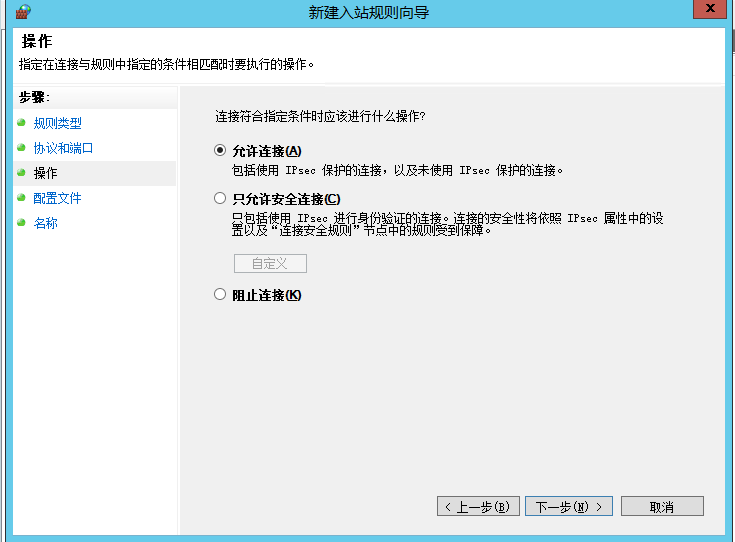 新建入站规则向导
x
操作
指定在连接与规则中指定的条件相匹配时要执行的操作。
步骤:
规则类型
协议和端口
操作
配置文件
名称
连接符合指定条件时应该进行什么操作?
允许连接(A)
包括使用 IPsec 保护的连接，以及未使用 IPsec 保护的连接。
只允许安全连接(C)
只包括使用 IPsec 进行身份验证的连接。连接的安全性将依照 IPsec 属性中的设
置以及“连接安全规则”节点中的规则受到保障。
自定义
阻止连接(K)
< 上一步(B)
下一步(N) >
取消